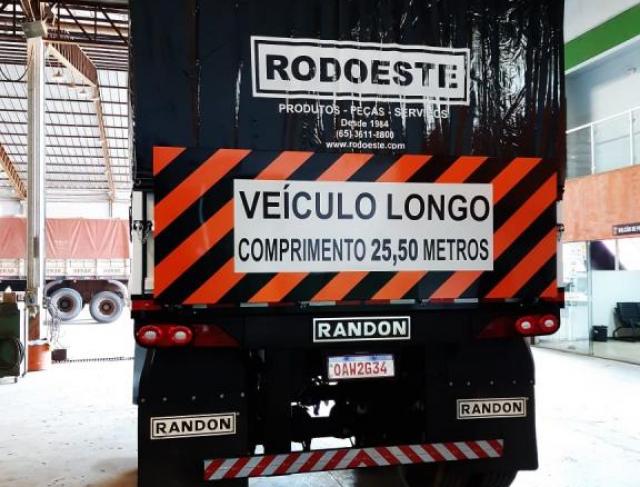 RODOESTE
PRODUTOS - PEÇAS - SERVIÇOS
Desde 1984
(65) 3611-8800
www.rodoeste.com
VEÍCULO LONGO
COMPRIMENTO 25,50 METROS
RANDON
OAW2G34
RANDON
RANDON